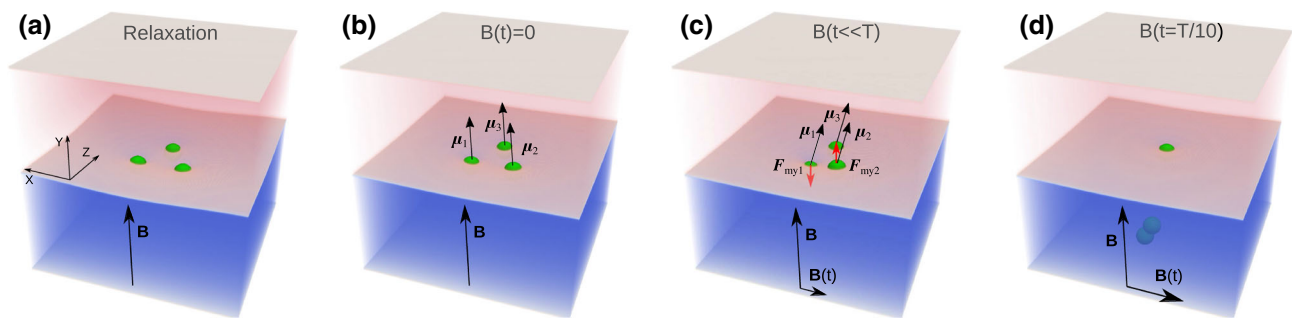 (a)
Relaxation
Y
Z
X
B
(b)
B(t)=0
μ3
μ1
μ2
B
(c)
B(t<<T)
μ3
μ1
μ2
Fmy1
Fmy2
B
B(t)
(d)
B(t=T/10)
B
B(t)